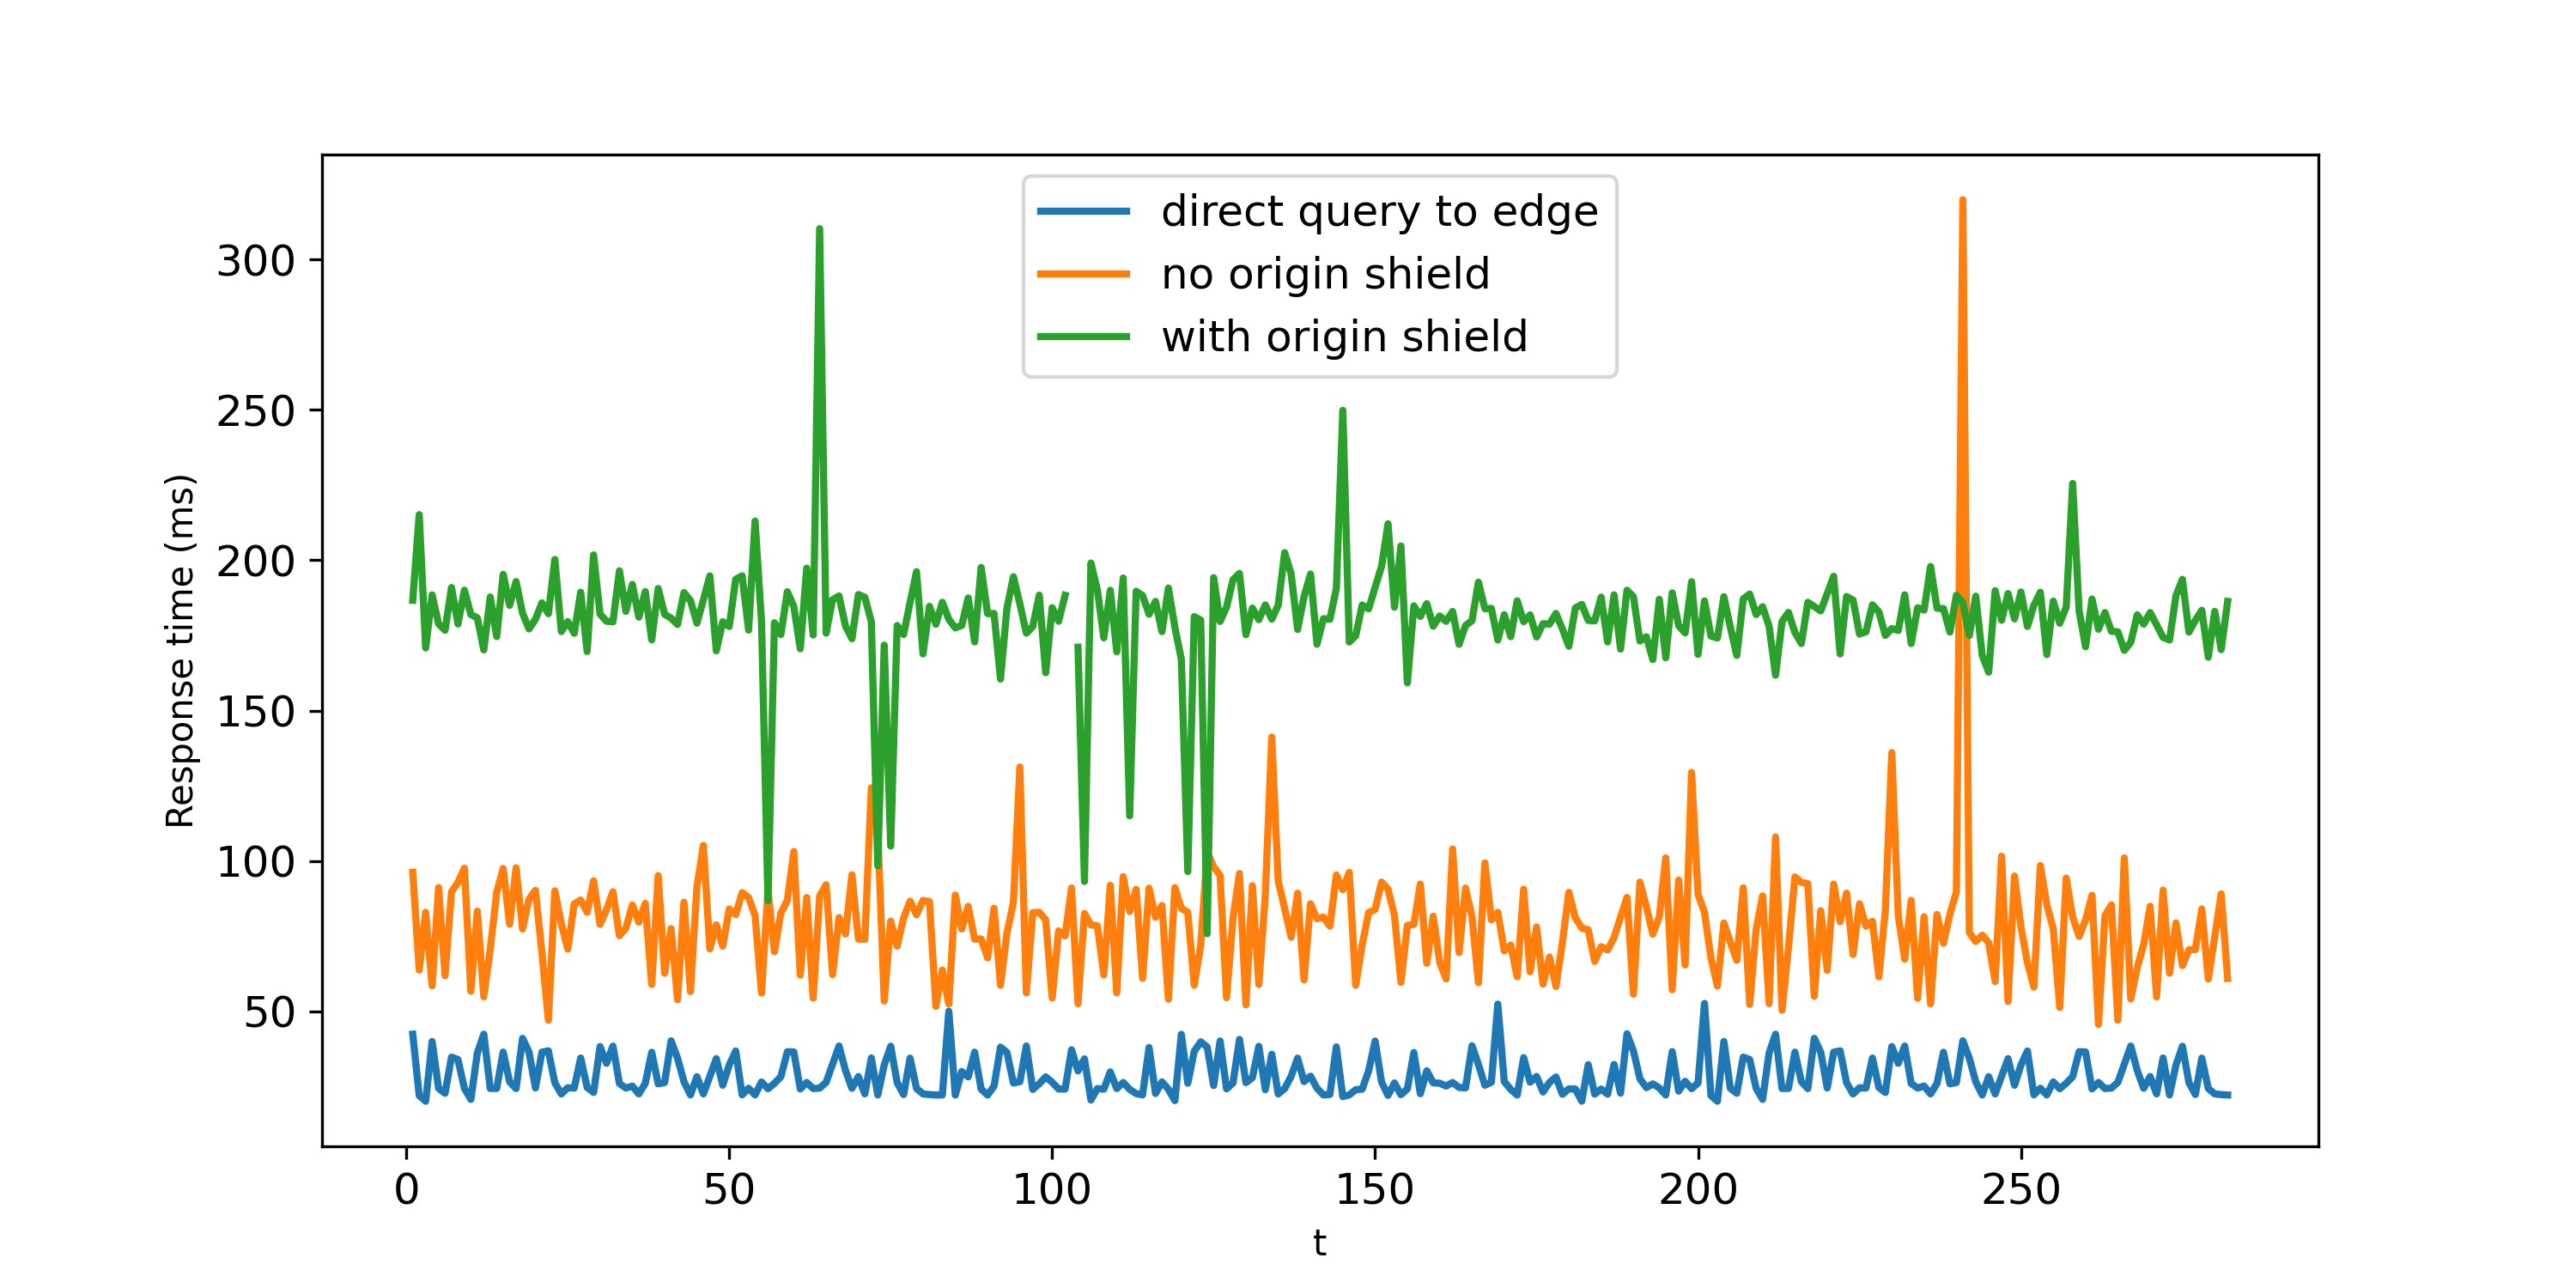 direct query to edge
no origin shield
with origin shield
300
250
200
150
100
50
Response time (ms)
0 50 100 150 200 250
t